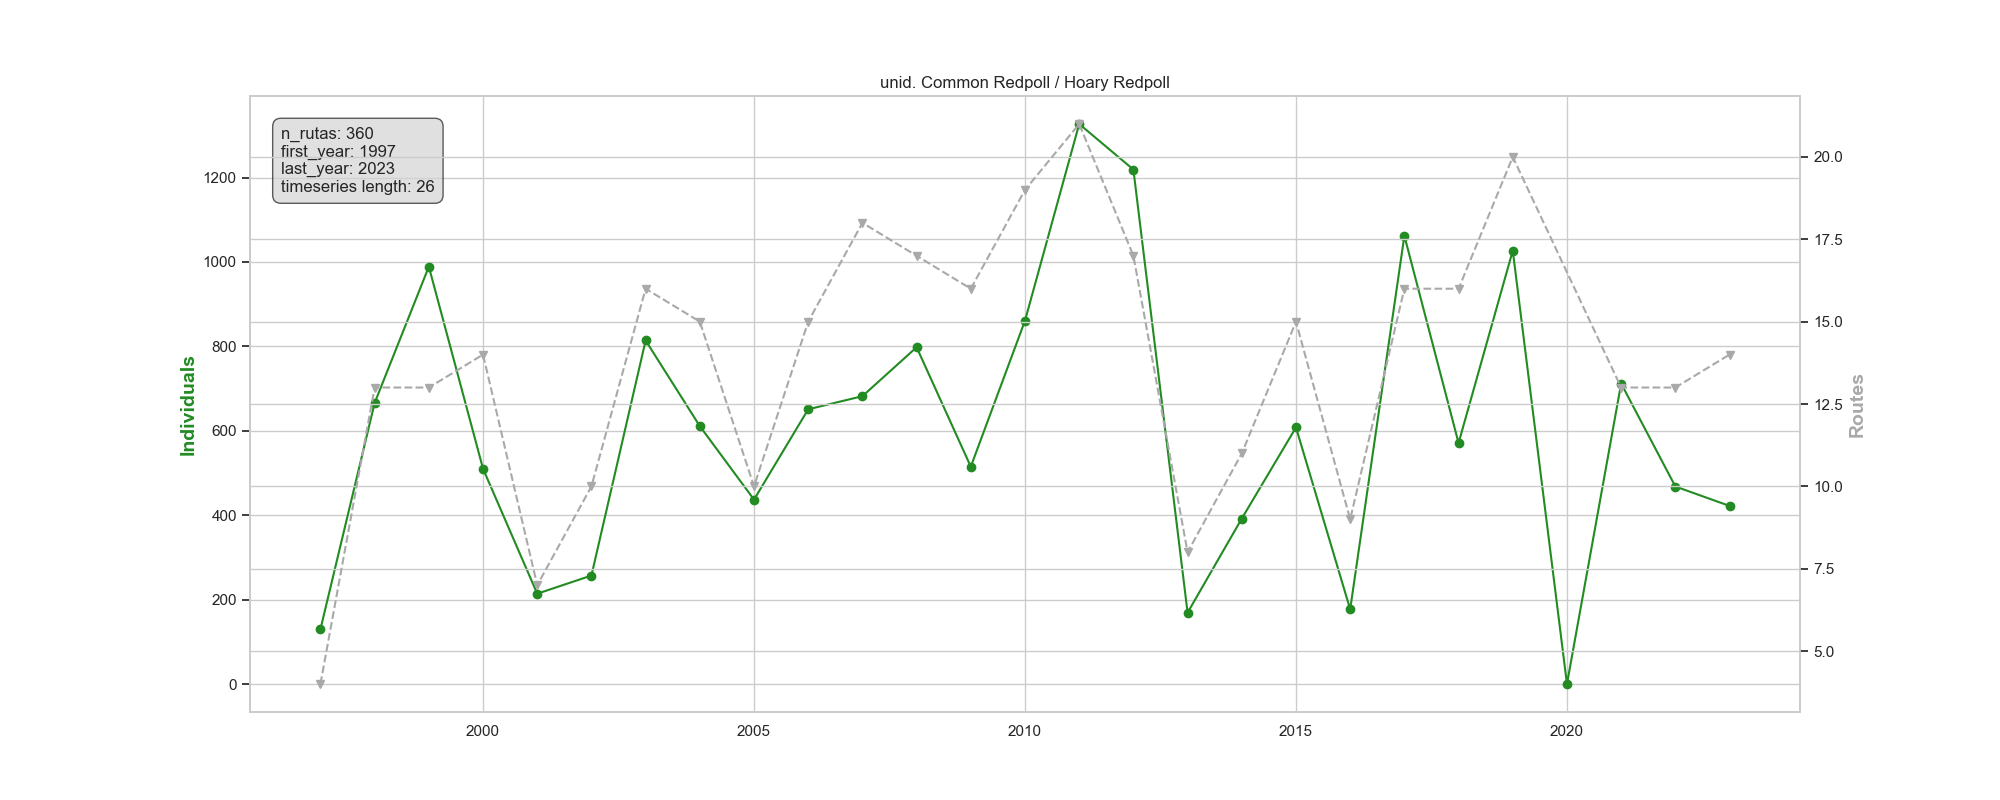 unid. Common Redpoll / Hoary Redpoll
n_rutas: 360
first_year: 1997
last_year: 2023
timeseries length: 26
Individuals
1200
1000
800
600
400
200
0
20.0
17.5
15.0
12.5
10.0
7.5
5.0
Routes
2000
2005
2010
2015
2020